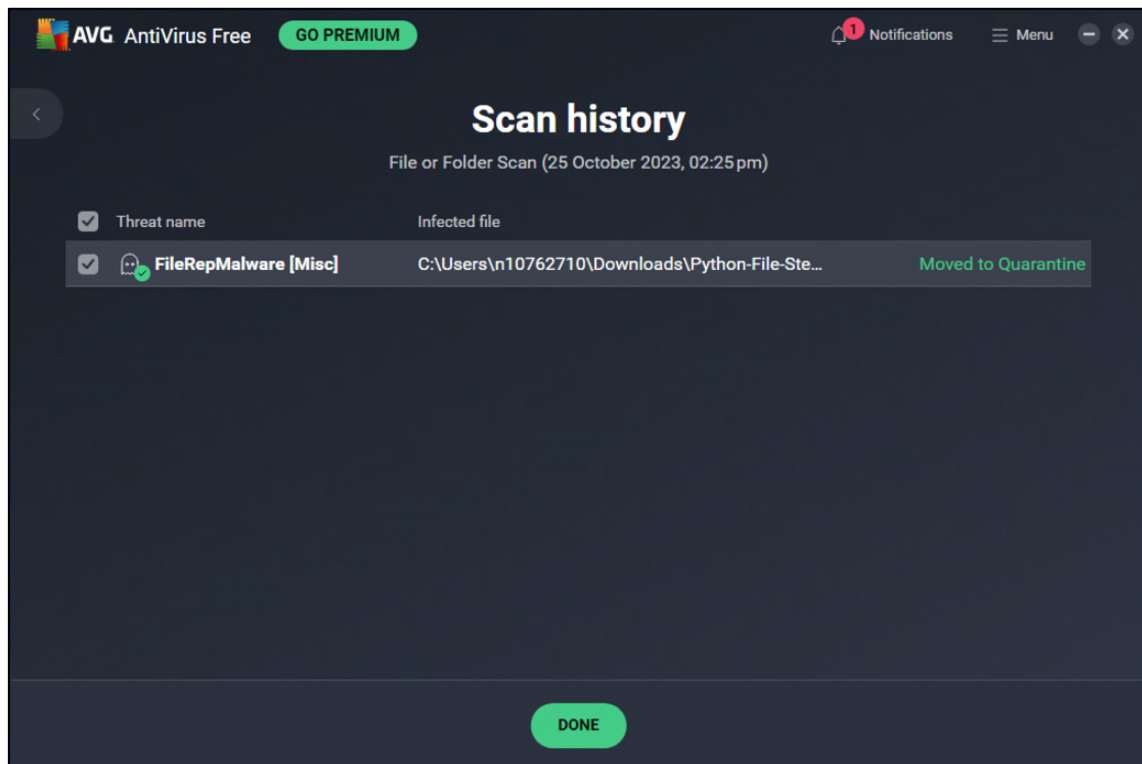 AVG AntiVirus Free GO PREMIUM 1 Notifications Menu
Scan history
File or Folder Scan (25 October 2023, 02:25 pm)
Threat name Infected file
FileRepMalware [Misc] C:\Users\n10762710\Downloads\Python-File-Ste... Moved to Quarantine
DONE